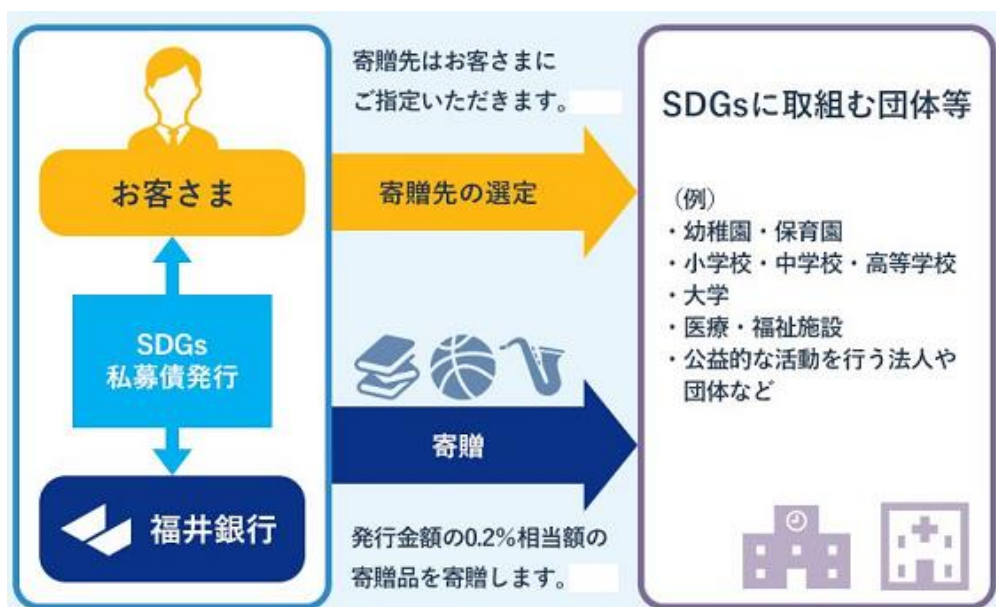 お客さま
SDGs
私募債発行
福井銀行
寄贈先はお客さまに
ご指定いただきます。
寄贈先の選定
寄贈
発行金額の0.2%相当額の
寄贈品を寄贈します。
SDGsに取組む団体等
（例）
・幼稚園・保育園
・小学校・中学校・高等学校
・大学
・医療・福祉施設
・公益的な活動を行う法人や
団体など